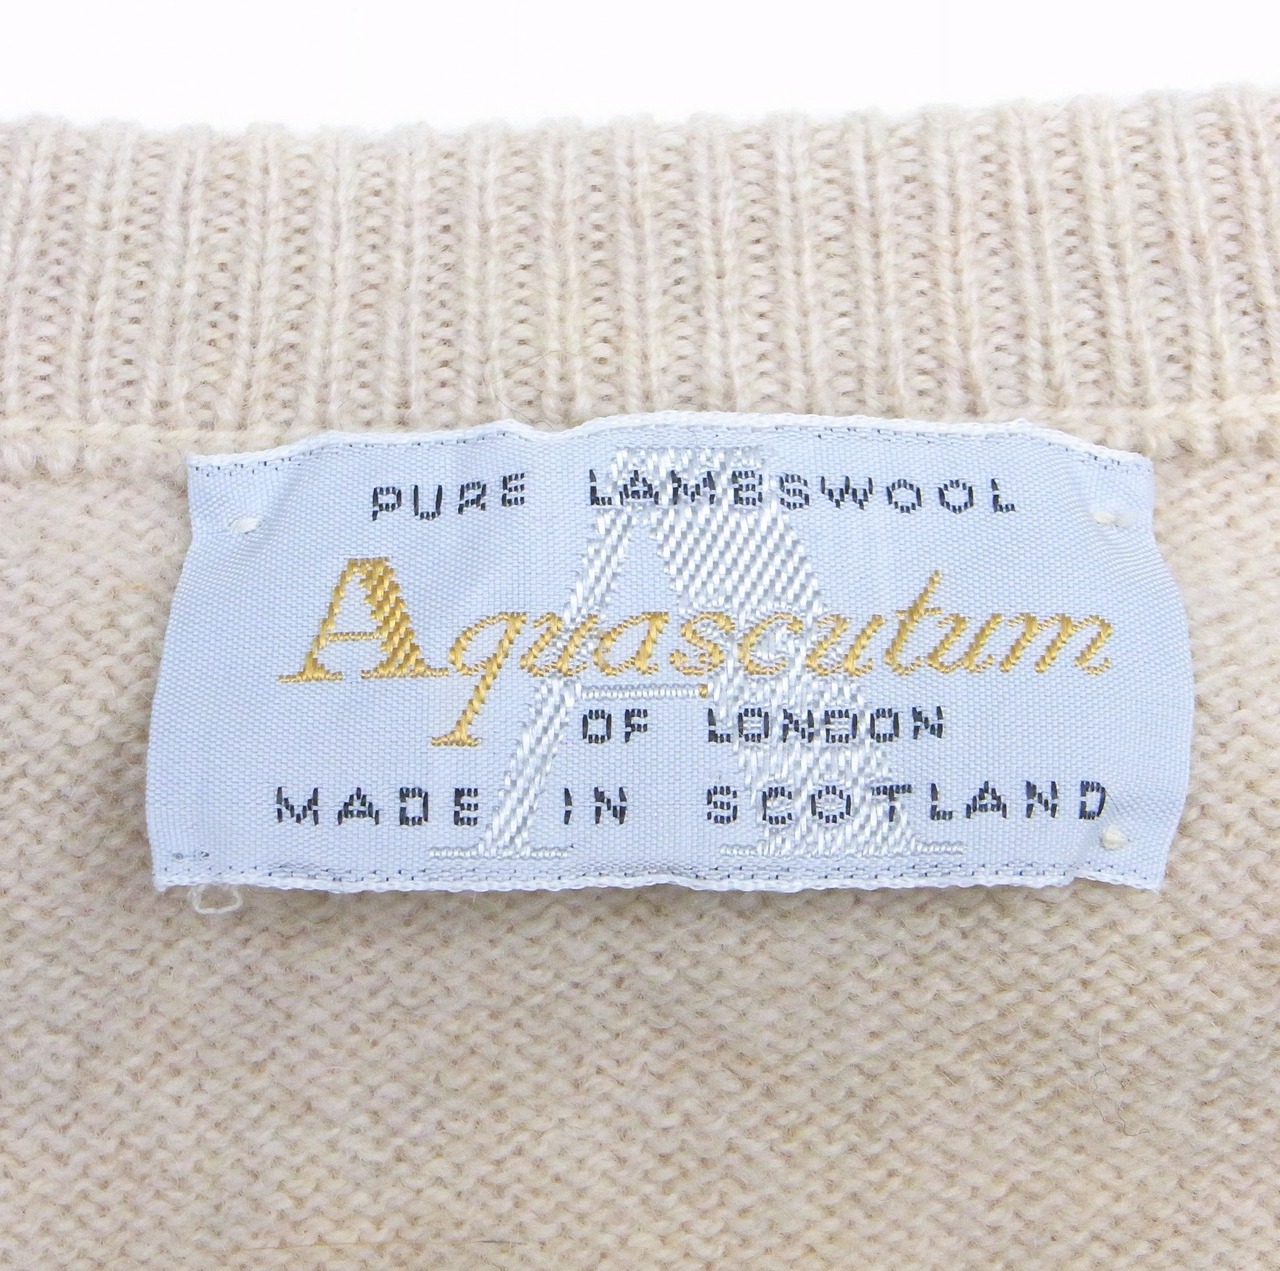 PURE LAMBSWOOL
Aquascutum
OF LONDON
MADE IN SCOTLAND